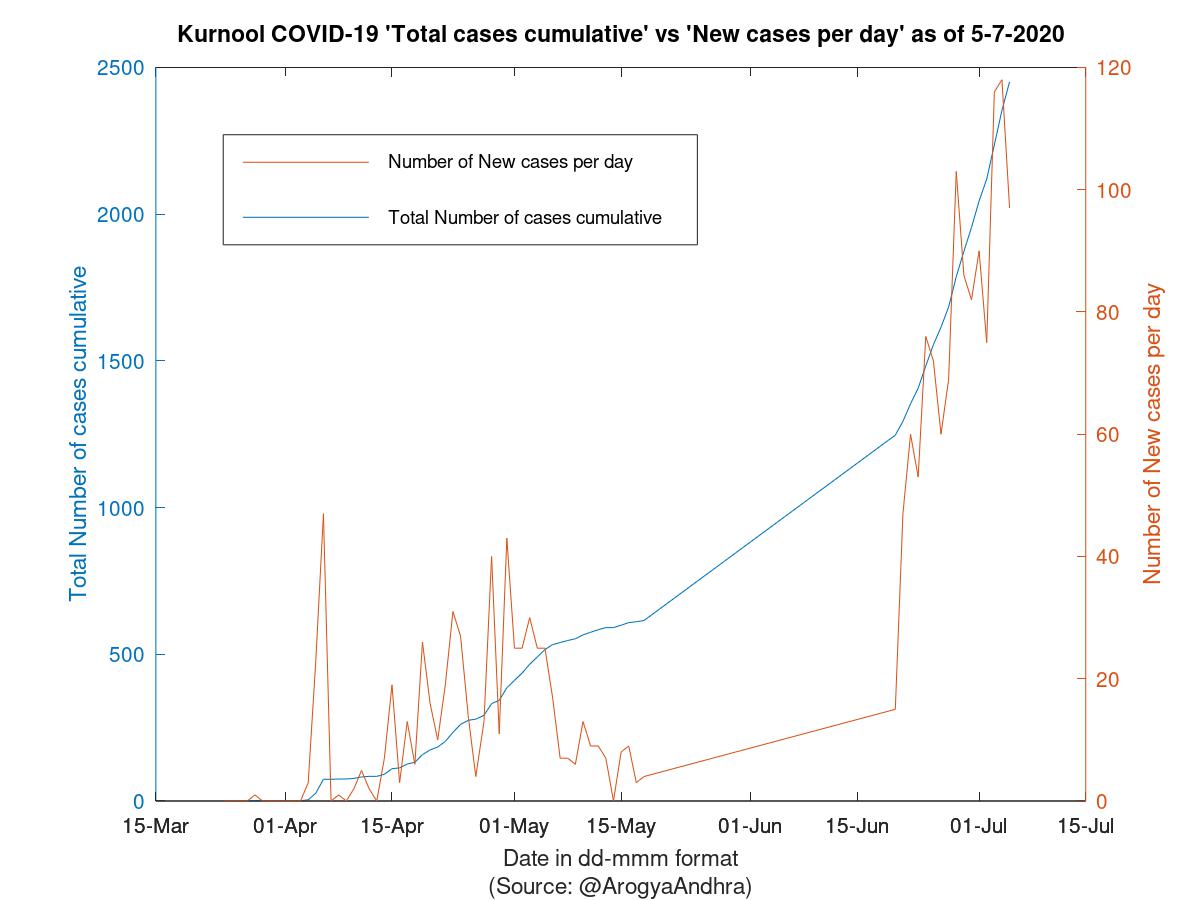 Kurnool COVID-19 'Total cases cumulative' vs 'New cases per day' as of 5-7-2020
2500
2000
1500
1000
500
0
Total Number of cases cumulative
Number of New cases per day
Total Number of cases cumulative
120
100
80
60
40
20
0
Number of New cases per day
15-Mar 01-Apr 15-Apr 01-May 15-May 01-Jun 15-Jun 01-Jul 15-Jul
Date in dd-mmm format
(Source: @ArogyaAndhra)